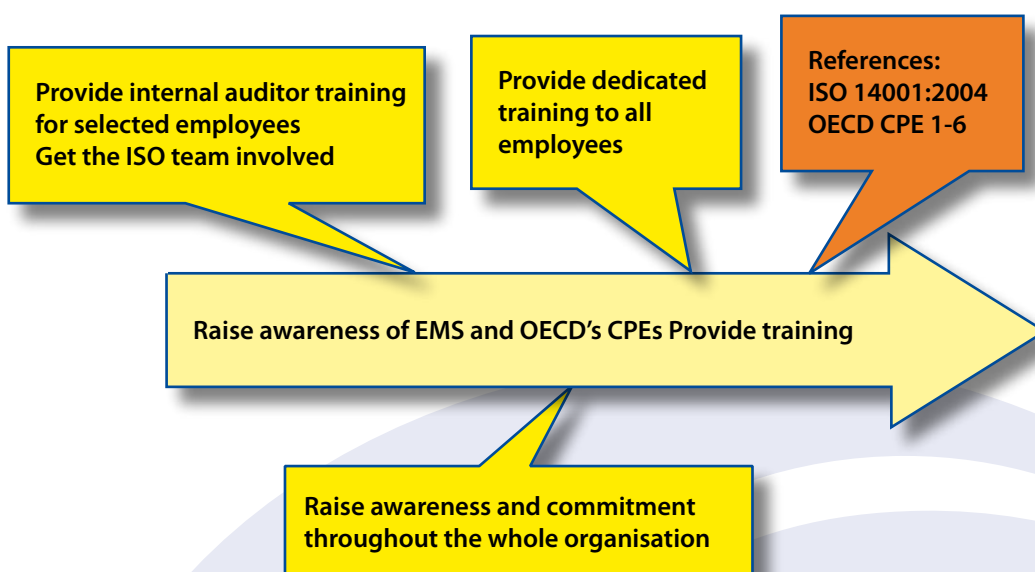 Provide internal auditor training
for selected employees
Get the ISO team involved
Provide dedicated
training to all
employees
References:
ISO 14001:2004
OECD CPE 1-6
Raise awareness of EMS and OECD’s CPEs Provide training
Raise awareness and commitment
throughout the whole organisation